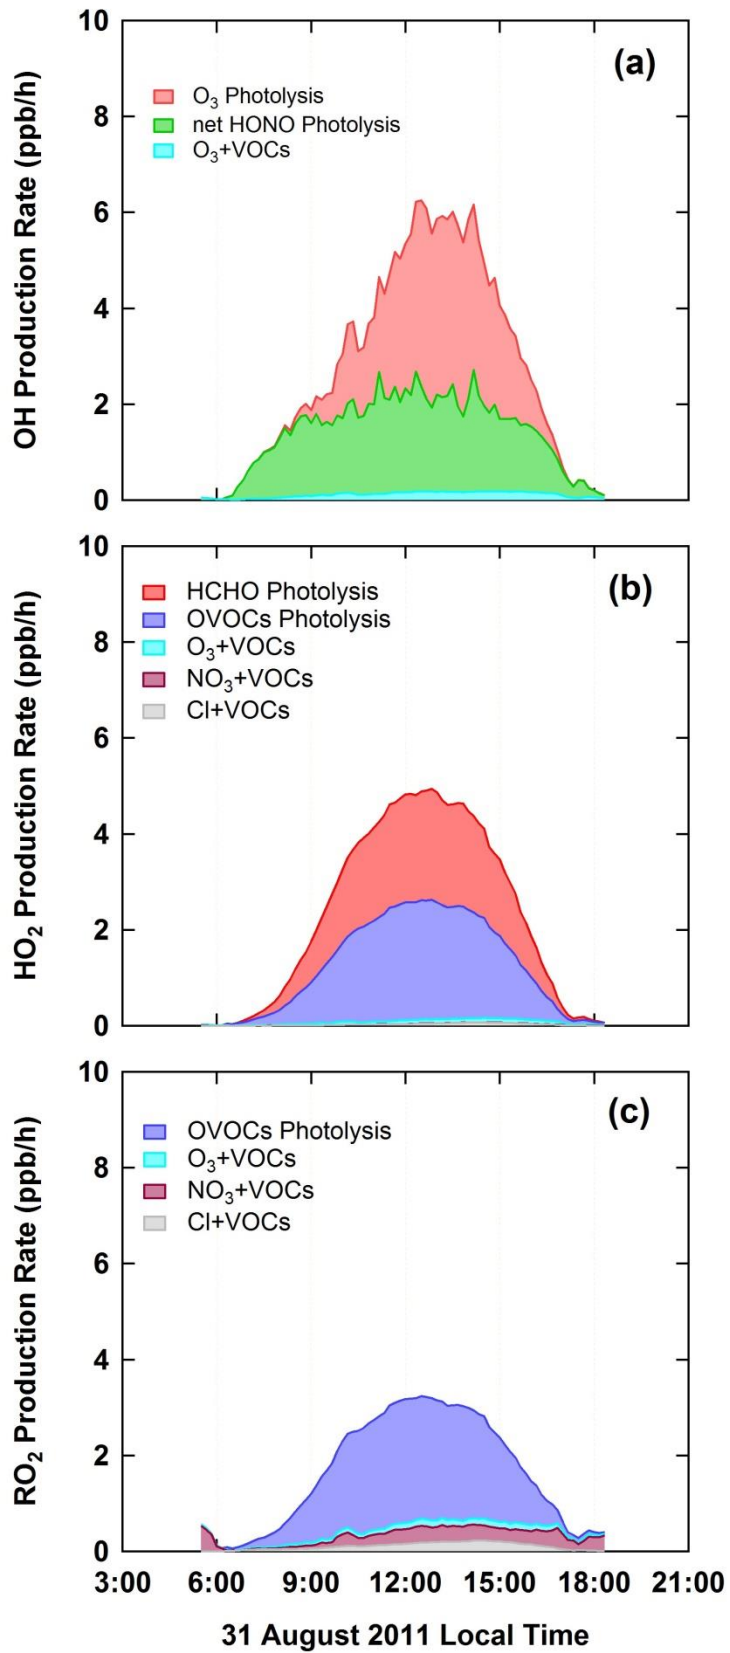 (a)
OH Production Rate (ppb/h)
10
8
6
4
2
0
O₃ Photolysis
net HONO Photolysis
O₃+VOCs
(b)
HO₂ Production Rate (ppb/h)
10
8
6
4
2
0
HCHO Photolysis
OVOCs Photolysis
O₃+VOCs
NO₃+VOCs
Cl+VOCs
(c)
RO₂ Production Rate (ppb/h)
10
8
6
4
2
0
OVOCs Photolysis
O₃+VOCs
NO₃+VOCs
Cl+VOCs
3:00 6:00 9:00 12:00 15:00 18:00 21:00
31 August 2011 Local Time